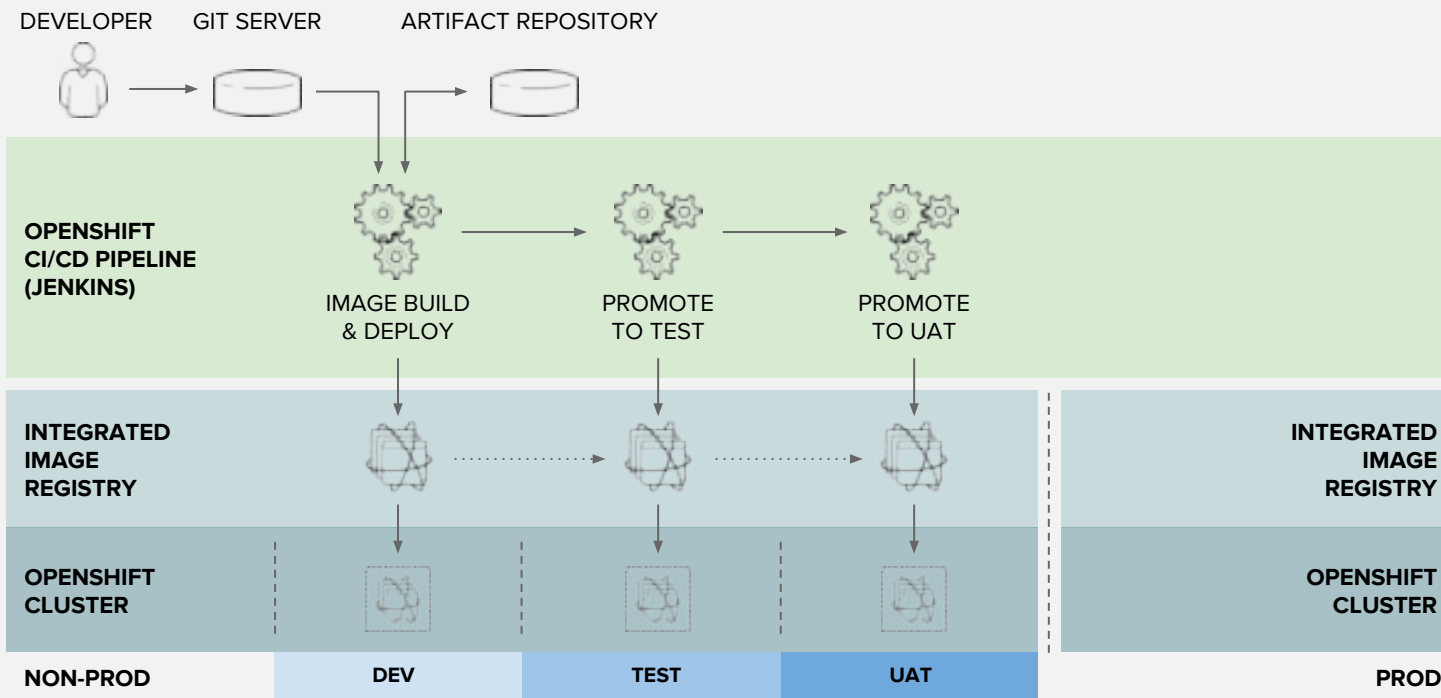 DEVELOPER
GIT SERVER
ARTIFACT REPOSITORY
OPENSHIFT
CI/CD PIPELINE
(JENKINS)
IMAGE BUILD
& DEPLOY
PROMOTE
TO TEST
PROMOTE
TO UAT
INTEGRATED
IMAGE
REGISTRY
INTEGRATED
IMAGE
REGISTRY
OPENSHIFT
CLUSTER
OPENSHIFT
CLUSTER
NON-PROD
DEV
TEST
UAT
PROD